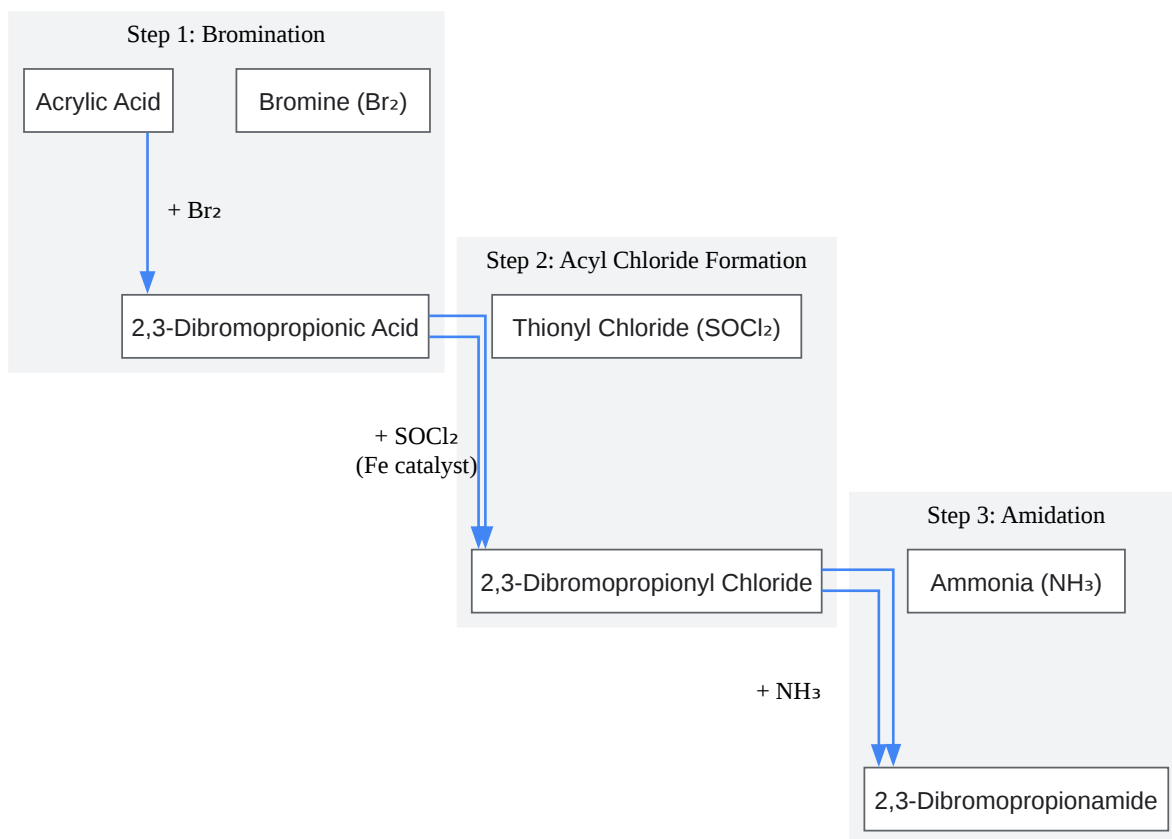 Step 1: Bromination
Acrylic Acid
Bromine (Br₂)
+ Br₂
2,3-Dibromopropionic Acid
Step 2: Acyl Chloride Formation
Thionyl Chloride (SOCl₂)
+ SOCl₂
(Fe catalyst)
2,3-Dibromopropionyl Chloride
Step 3: Amidation
Ammonia (NH₃)
+ NH₃
2,3-Dibromopropionamide